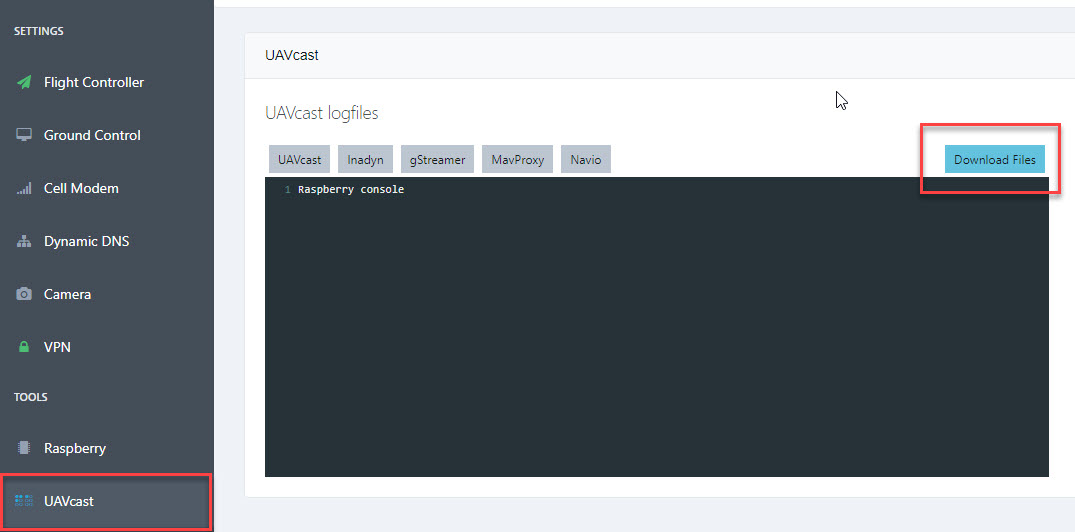 SETTINGS
Flight Controller
Ground Control
Cell Modem
Dynamic DNS
Camera
VPN
TOOLS
Raspberry
UAVcast
UAVcast
UAVcast logfiles
UAVcast Inadyn gStreamer MavProxy Navio Download Files
1 Raspberry console